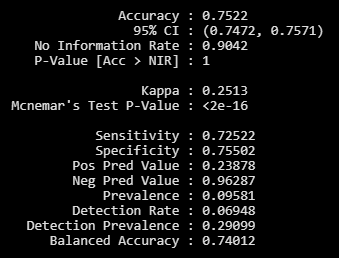 Accuracy : 0.7522
95% CI : (0.7472, 0.7571)
No Information Rate : 0.9042
P-Value [Acc > NIR] : 1
Kappa : 0.2513
Mcnemar's Test P-Value : <2e-16
Sensitivity : 0.72522
Specificity : 0.75502
Pos Pred Value : 0.23878
Neg Pred Value : 0.96287
Prevalence : 0.09581
Detection Rate : 0.06948
Detection Prevalence : 0.29099
Balanced Accuracy : 0.74012